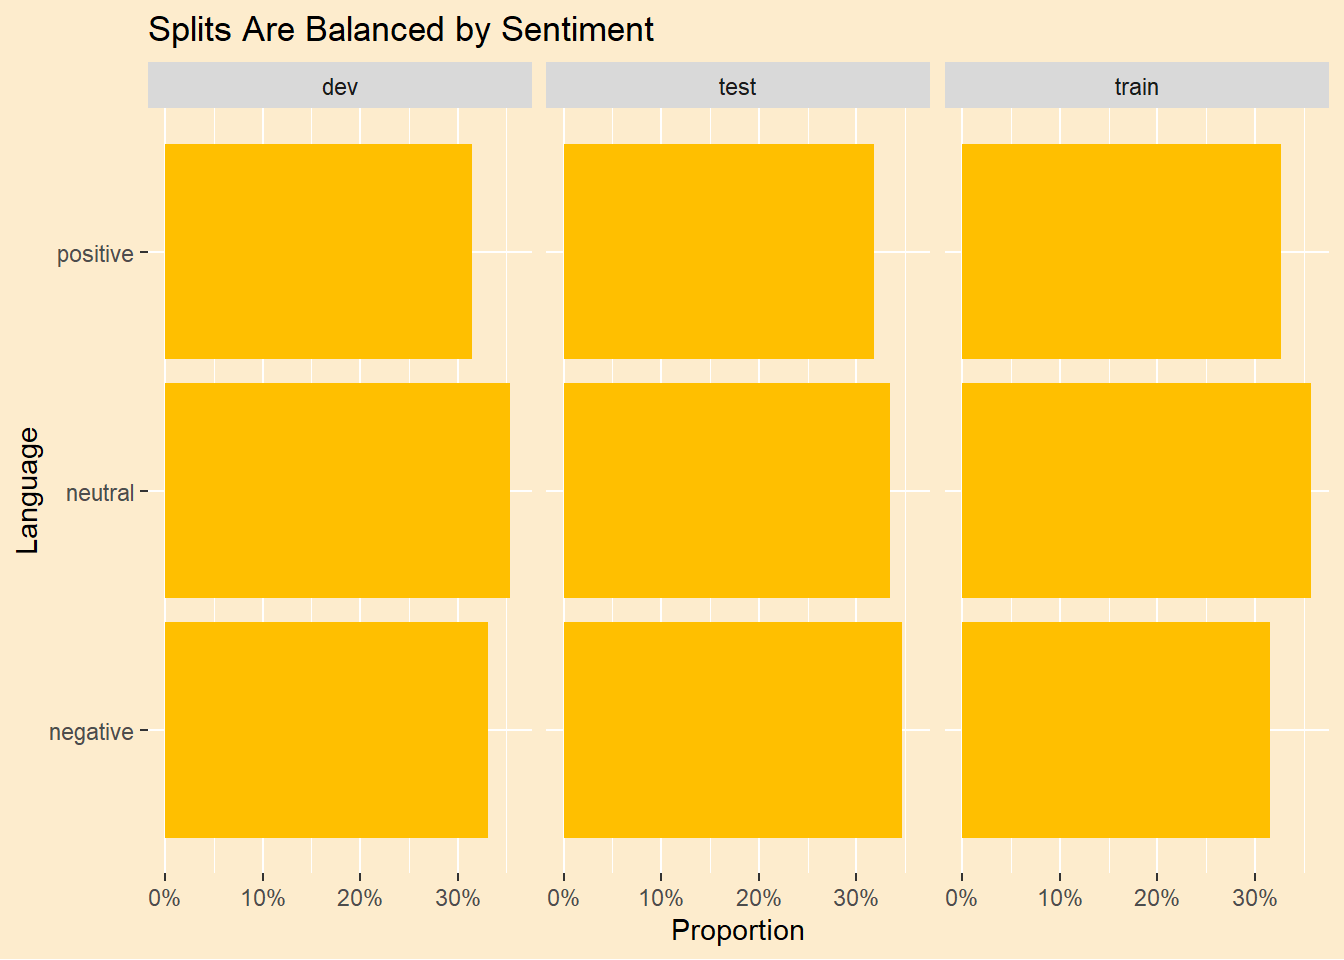 Splits Are Balanced by Sentiment
dev
test
train
Language
positive
neutral
negative
0%
10%
20%
30%
0%
10%
20%
30%
0%
10%
20%
30%
Proportion